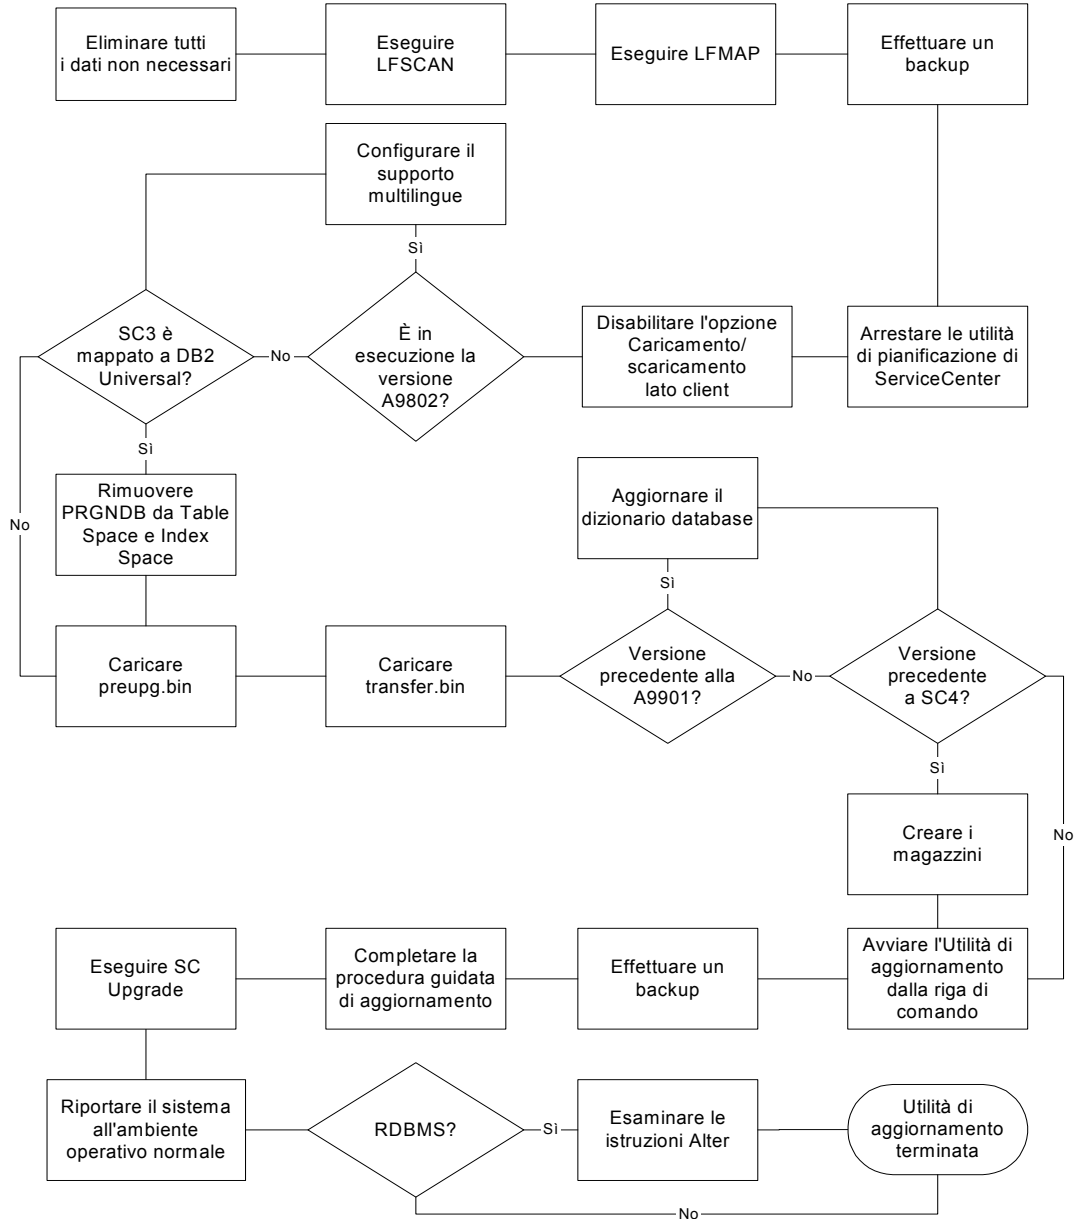 Eliminare tutti
i dati non necessari
Eseguire
LFSCAN
Eseguire LFMAP
Effettuare un
backup
Configurare il
supporto
multilingue
Sì
SC3 è
mappato a DB2
Universal?
No
È in
esecuzione la
versione
A9802?
Disabilitare l'opzione
Caricamento/
scaricamento
lato client
Arrestare le utilità
di pianificazione di
ServiceCenter
Sì
No
Rimuovere
PRGNDB da Table
Space e Index
Space
Aggiornare il
dizionario database
Sì
Caricare
preupg.bin
Caricare
transfer.bin
Versione
precedente alla
A9901?
No
Versione
precedente
a SC4?
Sì
No
Creare i
magazzini
Eseguire SC
Upgrade
Completare la
procedura guidata
di aggiornamento
Effettuare un
backup
Avviare l'Utilità di
aggiornamento
dalla riga di
comando
Riportare il sistema
all'ambiente
operativo normale
RDBMS?
Sì
Esaminare le
istruzioni Alter
Utilità di
aggiornamento
terminata
No